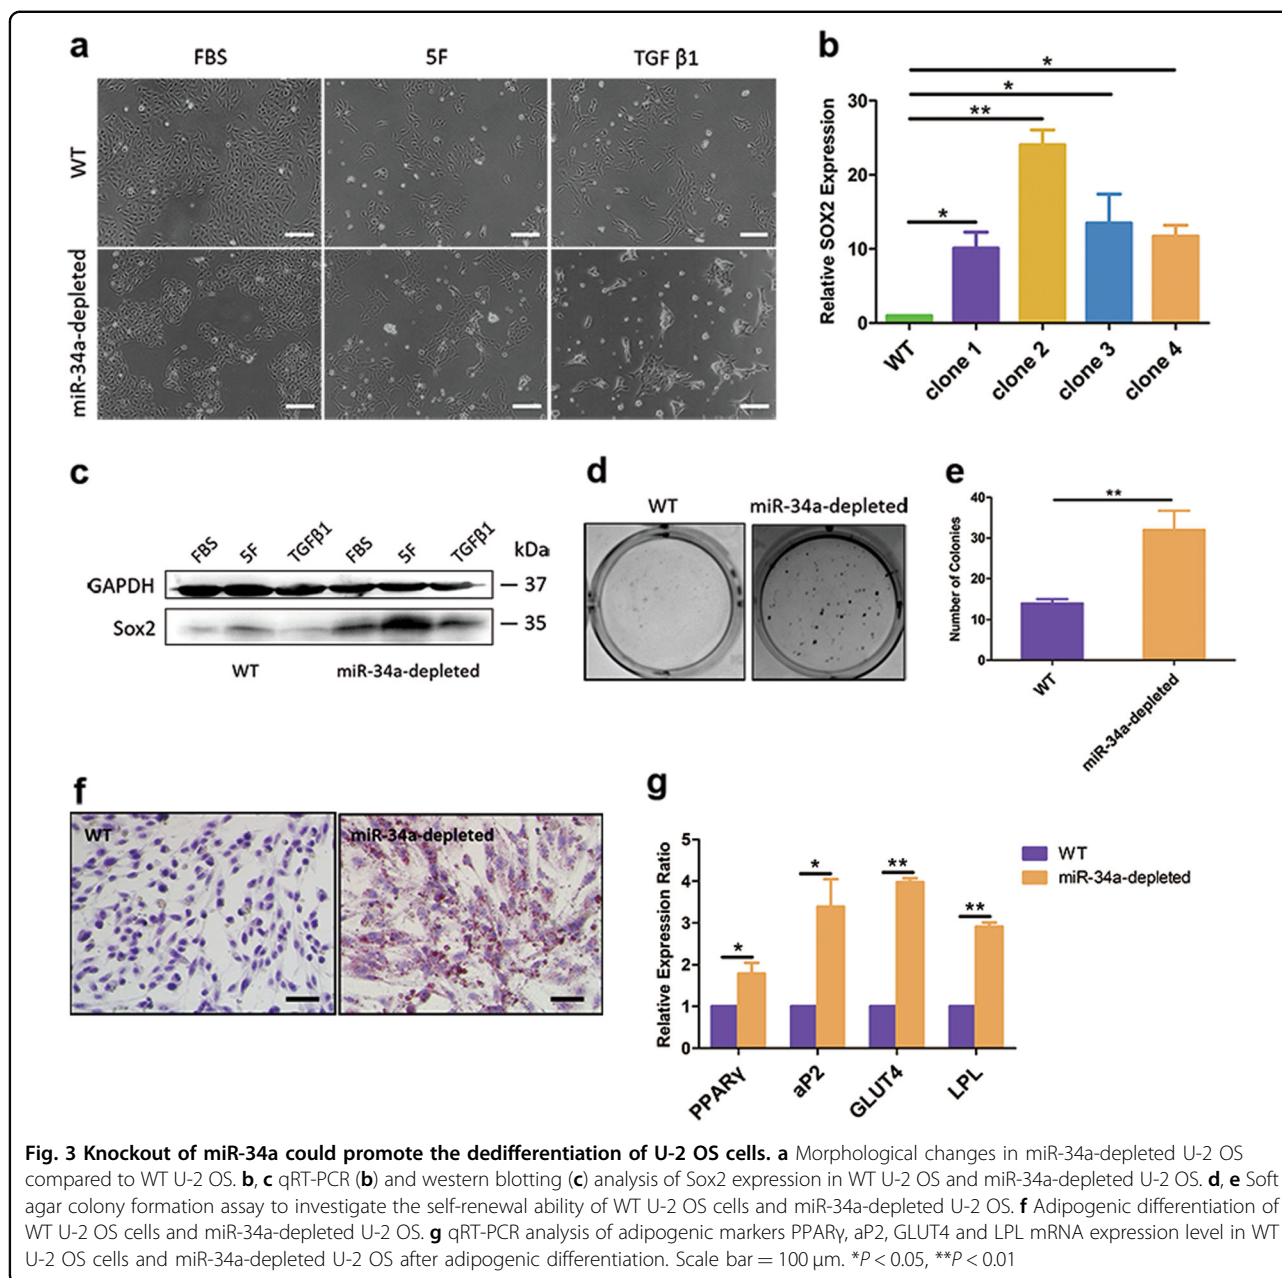 a
FBS
5F
TGF β1
WT
miR-34a-depleted
b
Relative SOX2 Expression
30
20
10
0
*
*
**
*
WT
clone 1
clone 2
clone 3
clone 4
c
FBS
5F
TGFβ1
FBS
5F
TGFβ1
kDa
GAPDH
— 37
Sox2
— 35
WT
miR-34a-depleted
d
WT
miR-34a-depleted
e
Number of Colonies
40
30
20
10
0
**
WT
miR-34a-depleted
f
WT
miR-34a-depleted
g
Relative Expression Ratio
5
4
3
2
1
0
*
*
**
**
PPARγ
aP2
GLUT4
LPL
WT
miR-34a-depleted
Fig. 3 Knockout of miR-34a could promote the dedifferentiation of U-2 OS cells. a Morphological changes in miR-34a-depleted U-2 OS
compared to WT U-2 OS. b, c qRT-PCR (b) and western blotting (c) analysis of Sox2 expression in WT U-2 OS and miR-34a-depleted U-2 OS. d, e Soft
agar colony formation assay to investigate the self-renewal ability of WT U-2 OS cells and miR-34a-depleted U-2 OS. f Adipogenic differentiation of
WT U-2 OS cells and miR-34a-depleted U-2 OS. g qRT-PCR analysis of adipogenic markers PPARγ, aP2, GLUT4 and LPL mRNA expression level in WT
U-2 OS cells and miR-34a-depleted U-2 OS after adipogenic differentiation. Scale bar = 100 µm. *P < 0.05, **P < 0.01